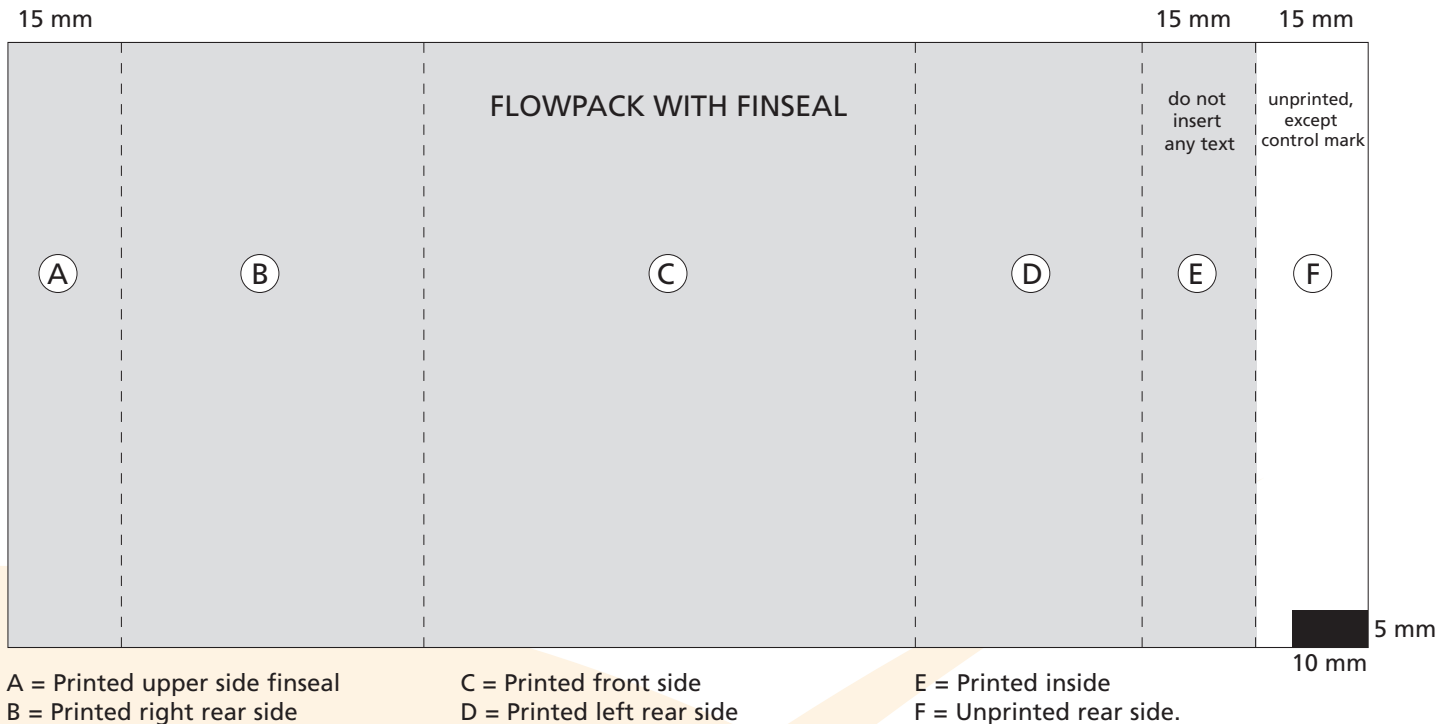 15 mm
15 mm
15 mm
FLOWPACK WITH FINSEAL
do not
insert
any text
unprinted,
except
control mark
A
B
C
D
E
F
5 mm
10 mm
A = Printed upper side finseal
B = Printed right rear side
C = Printed front side
D = Printed left rear side
E = Printed inside
F = Unprinted rear side.